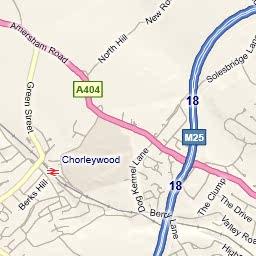 New Ro
Amersham Road
North Hill
Solesbridge Lane
A404
18
Green Street
M25
Chorleywood
Dog Kennel Lane
18
Berks Hill
The Clump
Berry Lane
The Drive
Valley Road
High